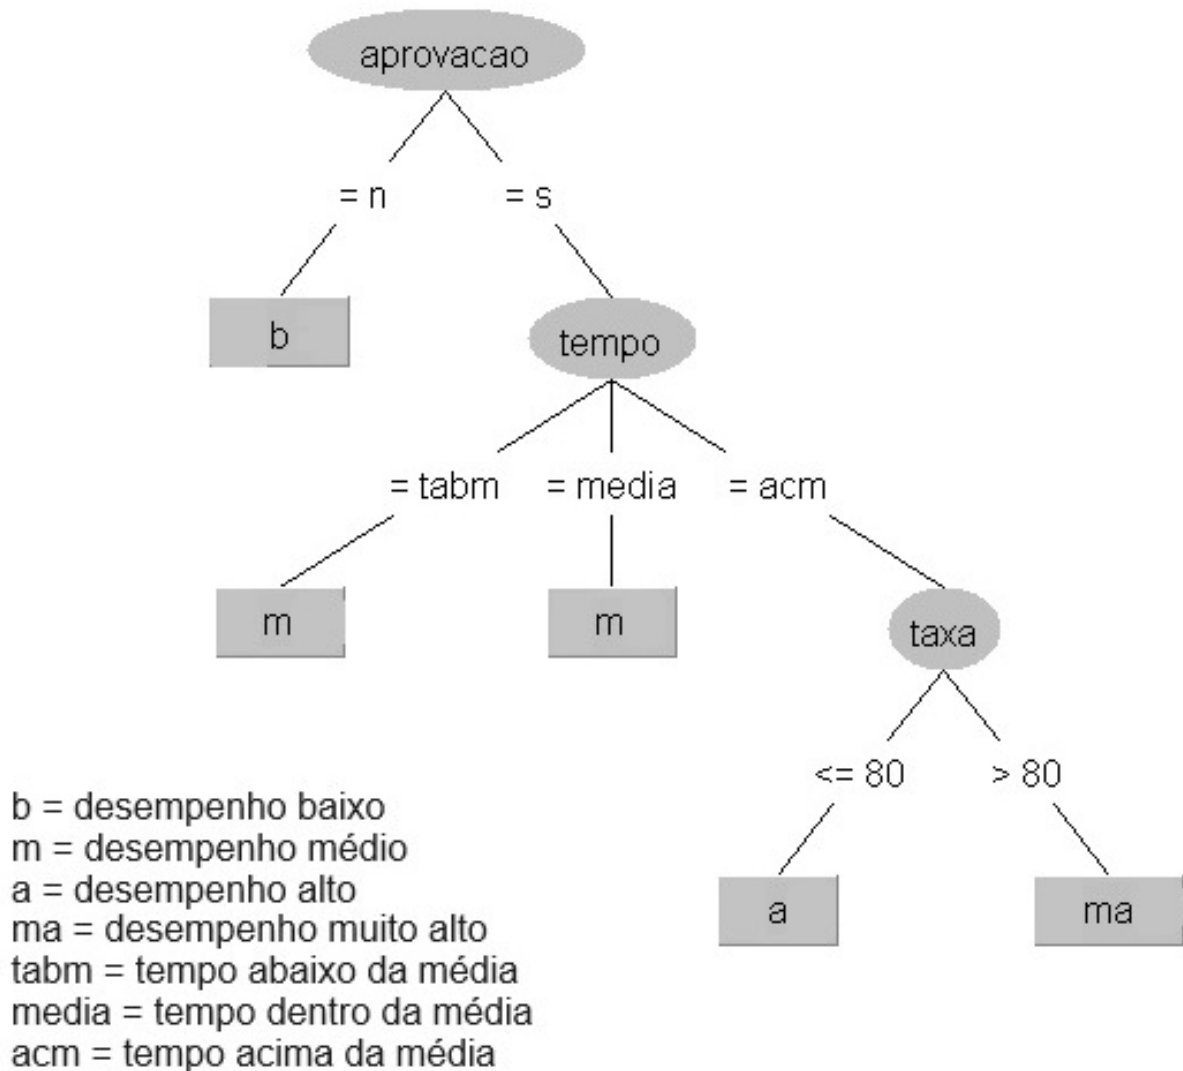 aprovacao
= n = s
b tempo
= tabm = media = acm
m m taxa
<= 80 > 80
a ma
b = desempenho baixo
m = desempenho médio
a = desempenho alto
ma = desempenho muito alto
tabm = tempo abaixo da média
media = tempo dentro da média
acm = tempo acima da média